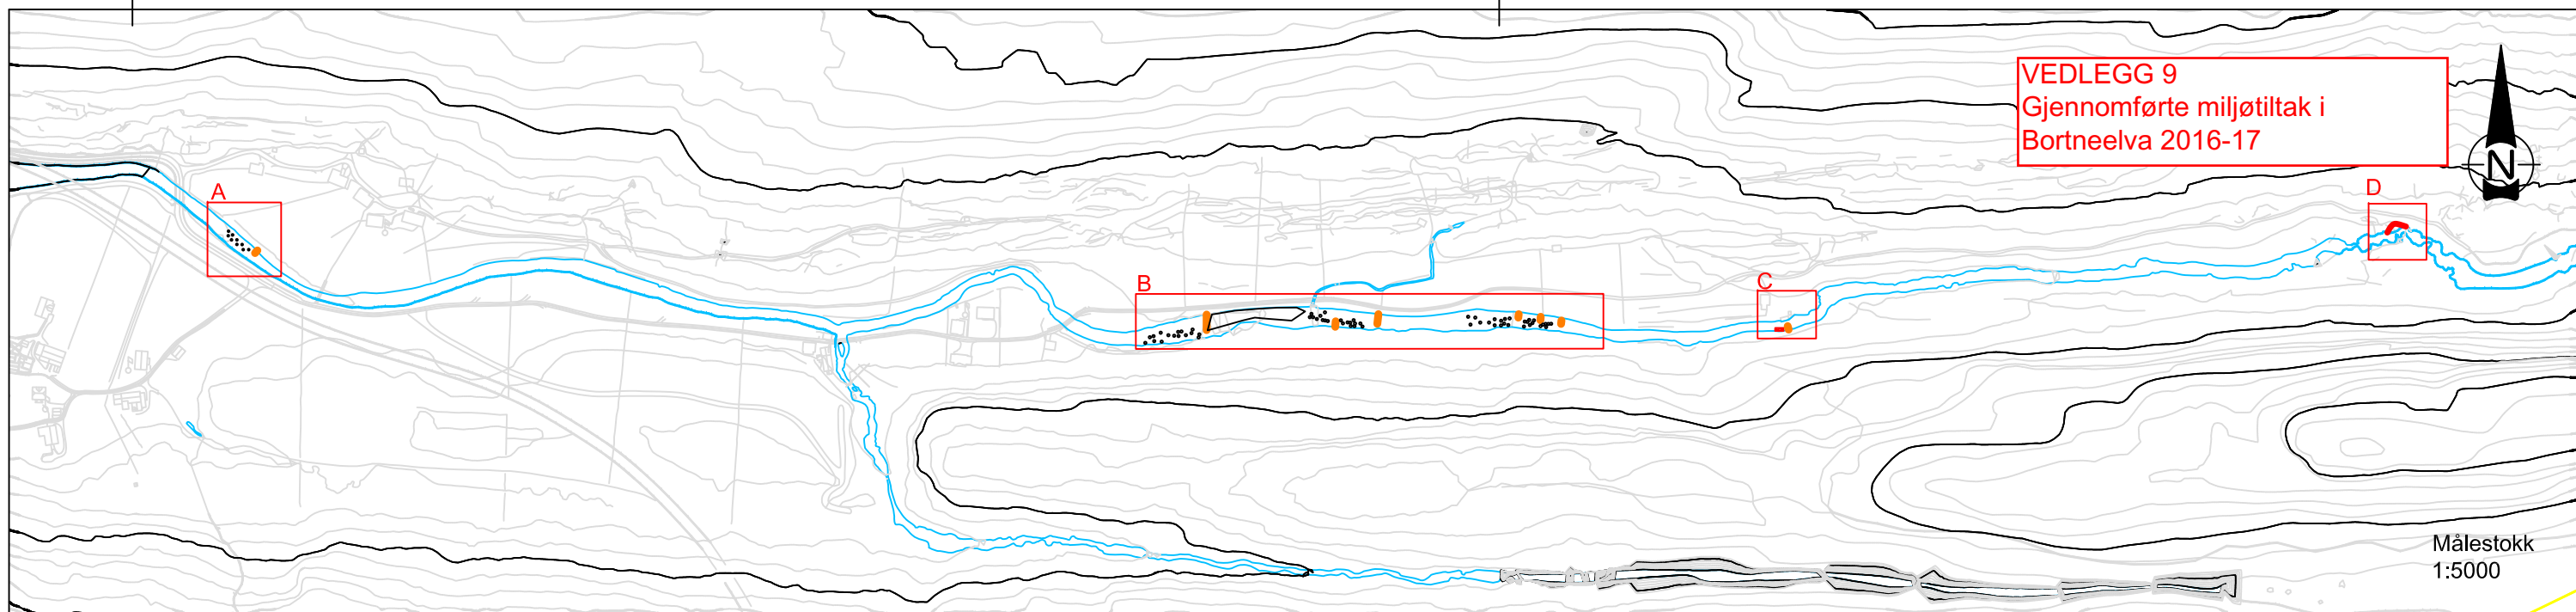 VEDLEGG 9
Gjennomførte miljøtiltak i
Bortneelva 2016-17
N
A
B
C
D
Målestokk
1:5000